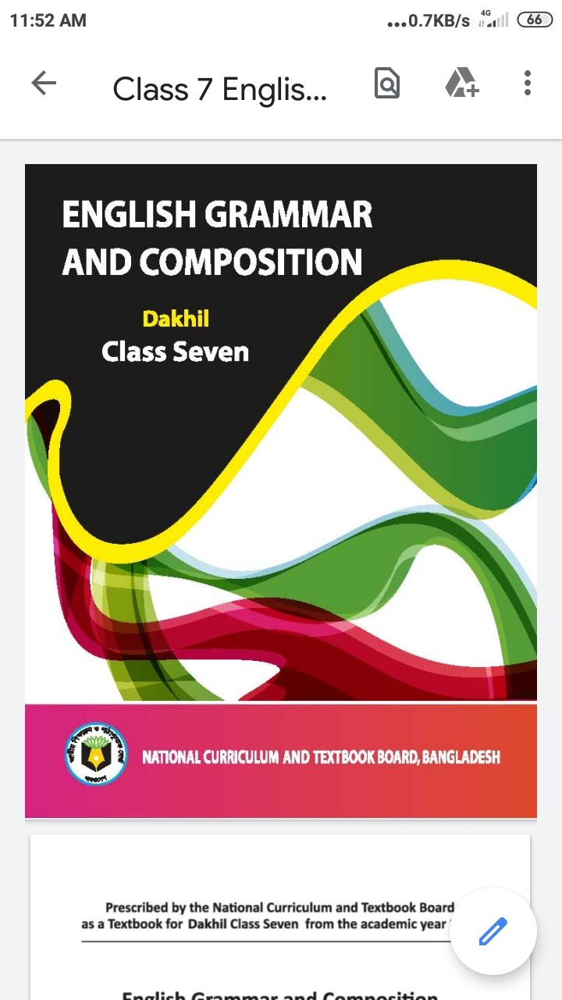 11:52 AM
...0.7KB/s 4G 66
Class 7 Englis...
ENGLISH GRAMMAR
AND COMPOSITION
Dakhil
Class Seven
NATIONAL CURRICULUM AND TEXTBOOK BOARD, BANGLADESH
Prescribed by the National Curriculum and Textbook Board
as a Textbook for Dakhil Class Seven from the academic year
English Grammar and Composition